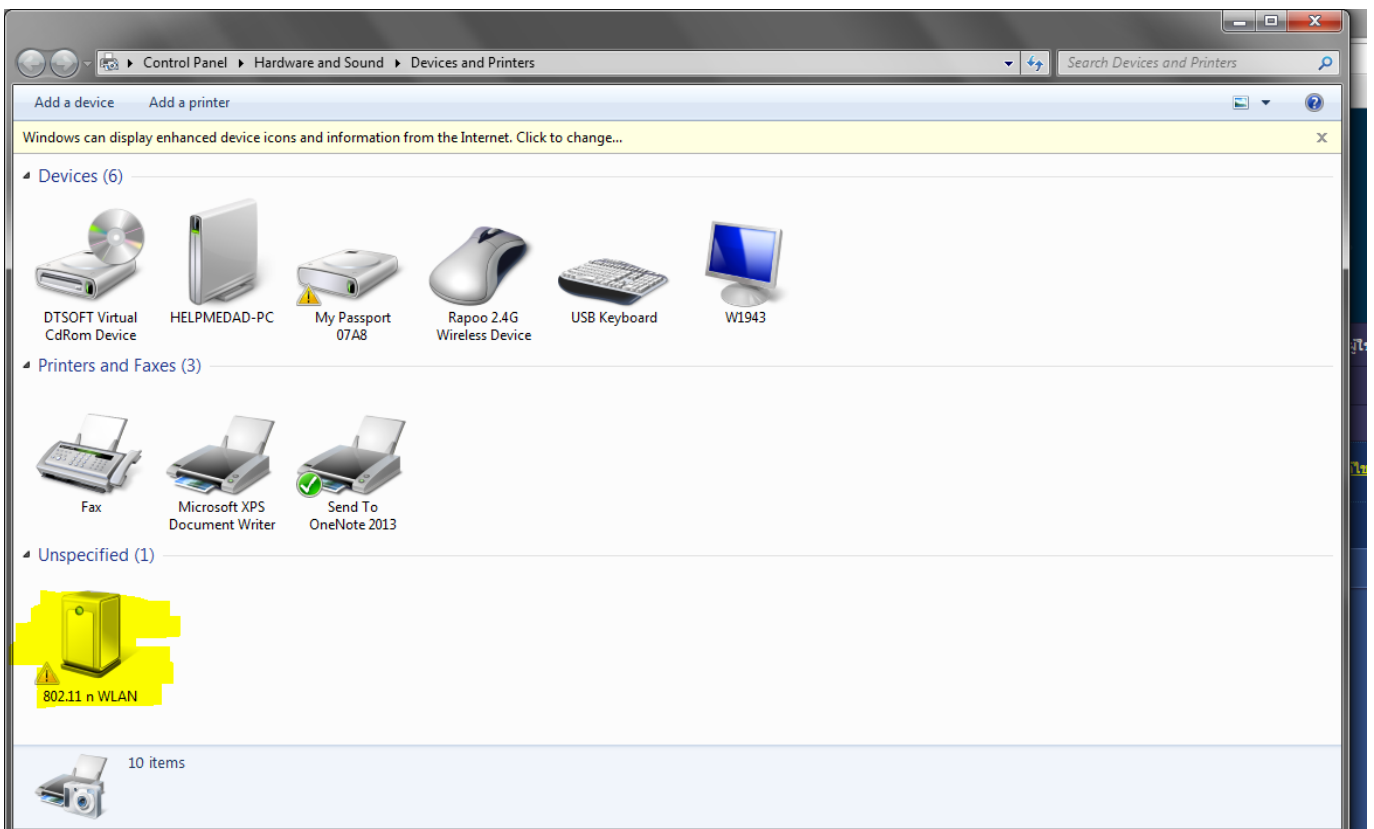 Control Panel ▸ Hardware and Sound ▸ Devices and Printers
Search Devices and Printers
Add a device Add a printer
Windows can display enhanced device icons and information from the Internet. Click to change...
Devices (6)
DTSOFT Virtual
CdRom Device
HELPMEDAD-PC
My Passport
07A8
Rapoo 2.4G
Wireless Device
USB Keyboard
W1943
Printers and Faxes (3)
Fax
Microsoft XPS
Document Writer
Send To
OneNote 2013
Unspecified (1)
802.11 n WLAN
10 items